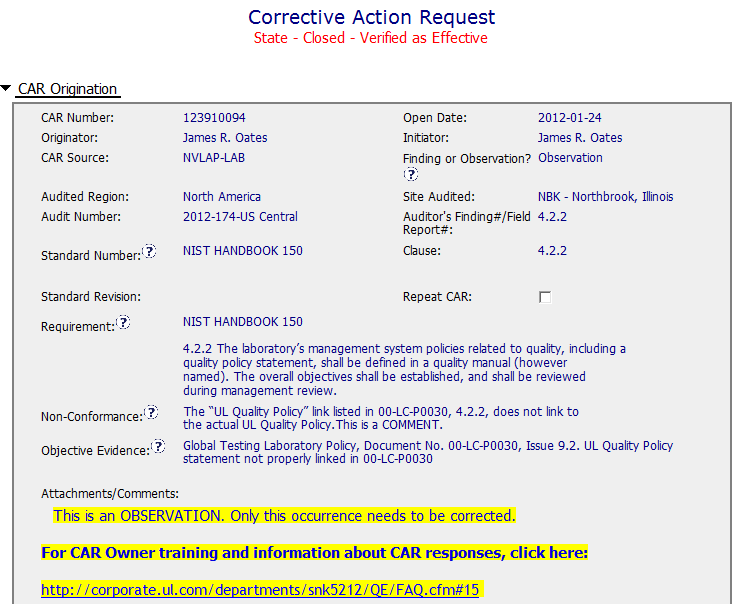 Corrective Action Request
State - Closed - Verified as Effective
CAR Origination
CAR Number: 123910094 Open Date: 2012-01-24
Originator: James R. Oates Initiator: James R. Oates
CAR Source: NVLAP-LAB Finding or Observation? Observation
?
Audited Region: North America Site Audited: NBK - Northbrook, Illinois
Audit Number: 2012-174-US Central Auditor's Finding#/Field 4.2.2
Report#:
Standard Number: ? NIST HANDBOOK 150 Clause: 4.2.2
Standard Revision: Repeat CAR:
Requirement: ? NIST HANDBOOK 150
4.2.2 The laboratory’s management system policies related to quality, including a
quality policy statement, shall be defined in a quality manual (however
named). The overall objectives shall be established, and shall be reviewed
during management review.
Non-Conformance: ? The “UL Quality Policy” link listed in 00-LC-P0030, 4.2.2, does not link to
the actual UL Quality Policy.This is a COMMENT.
Objective Evidence: ? Global Testing Laboratory Policy, Document No. 00-LC-P0030, Issue 9.2. UL Quality Policy
statement not properly linked in 00-LC-P0030
Attachments/Comments:
This is an OBSERVATION. Only this occurrence needs to be corrected.
For CAR Owner training and information about CAR responses, click here:
http://corporate.ul.com/departments/snk5212/QE/FAQ.cfm#15